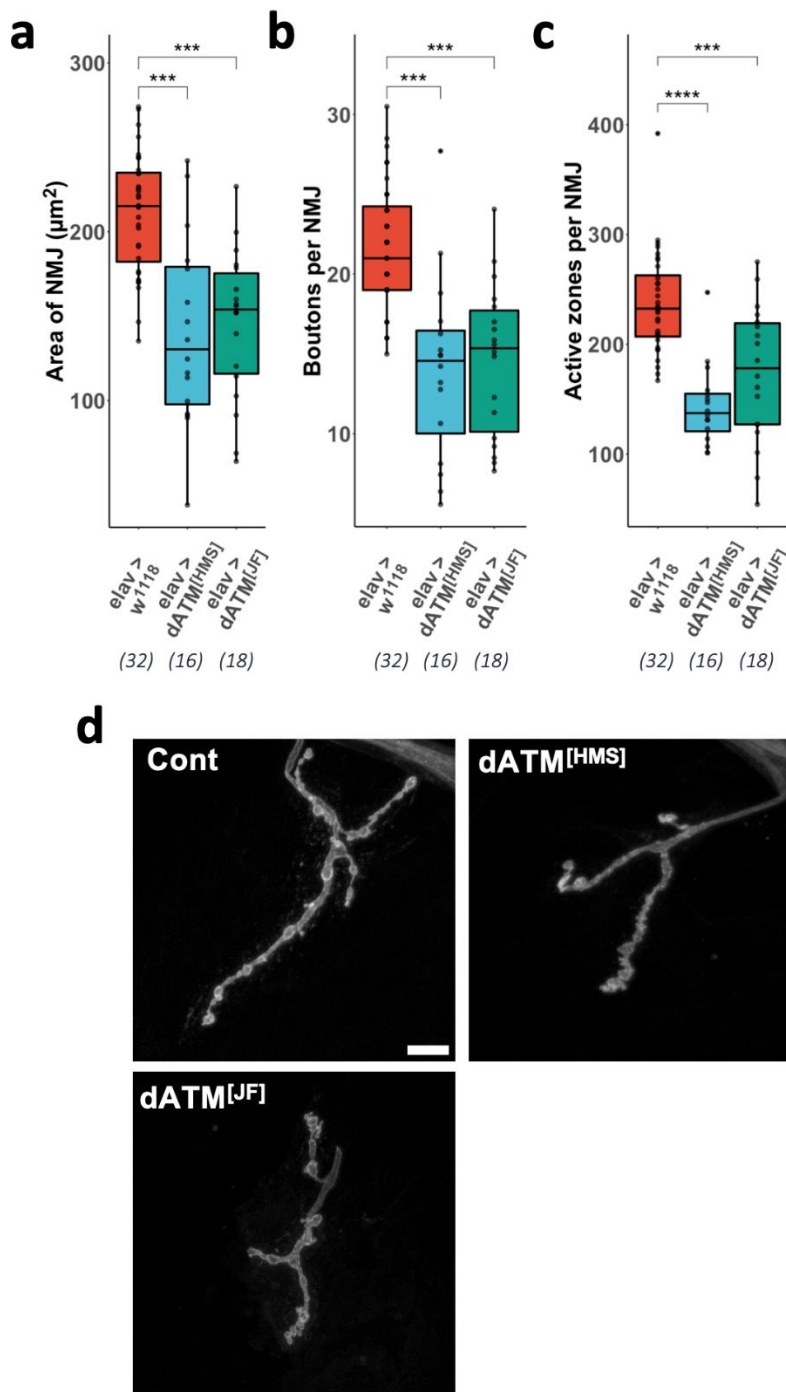 a
Area of NMJ (µm²)
300
200
100
***
***
elav >
w¹¹¹⁸
elav >
dATM[HMS]
elav >
dATM[JF]
(32) (16) (18)
b
Boutons per NMJ
30
20
10
***
***
elav >
w¹¹¹⁸
elav >
dATM[HMS]
elav >
dATM[JF]
(32) (16) (18)
c
Active zones per NMJ
400
300
200
100
***
****
elav >
w¹¹¹⁸
elav >
dATM[HMS]
elav >
dATM[JF]
(32) (16) (18)
d
Cont
dATM[HMS]
dATM[JF]